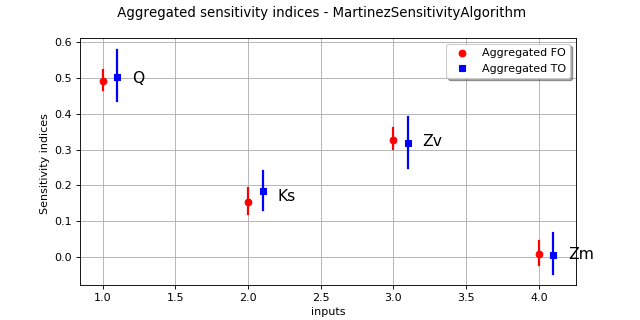 Aggregated sensitivity indices - MartinezSensitivityAlgorithm
0.6
0.5
0.4
0.3
0.2
0.1
0.0
Sensitivity indices
Aggregated FO
Aggregated TO
Q
Ks
Zv
Zm
1.0 1.5 2.0 2.5 3.0 3.5 4.0
inputs